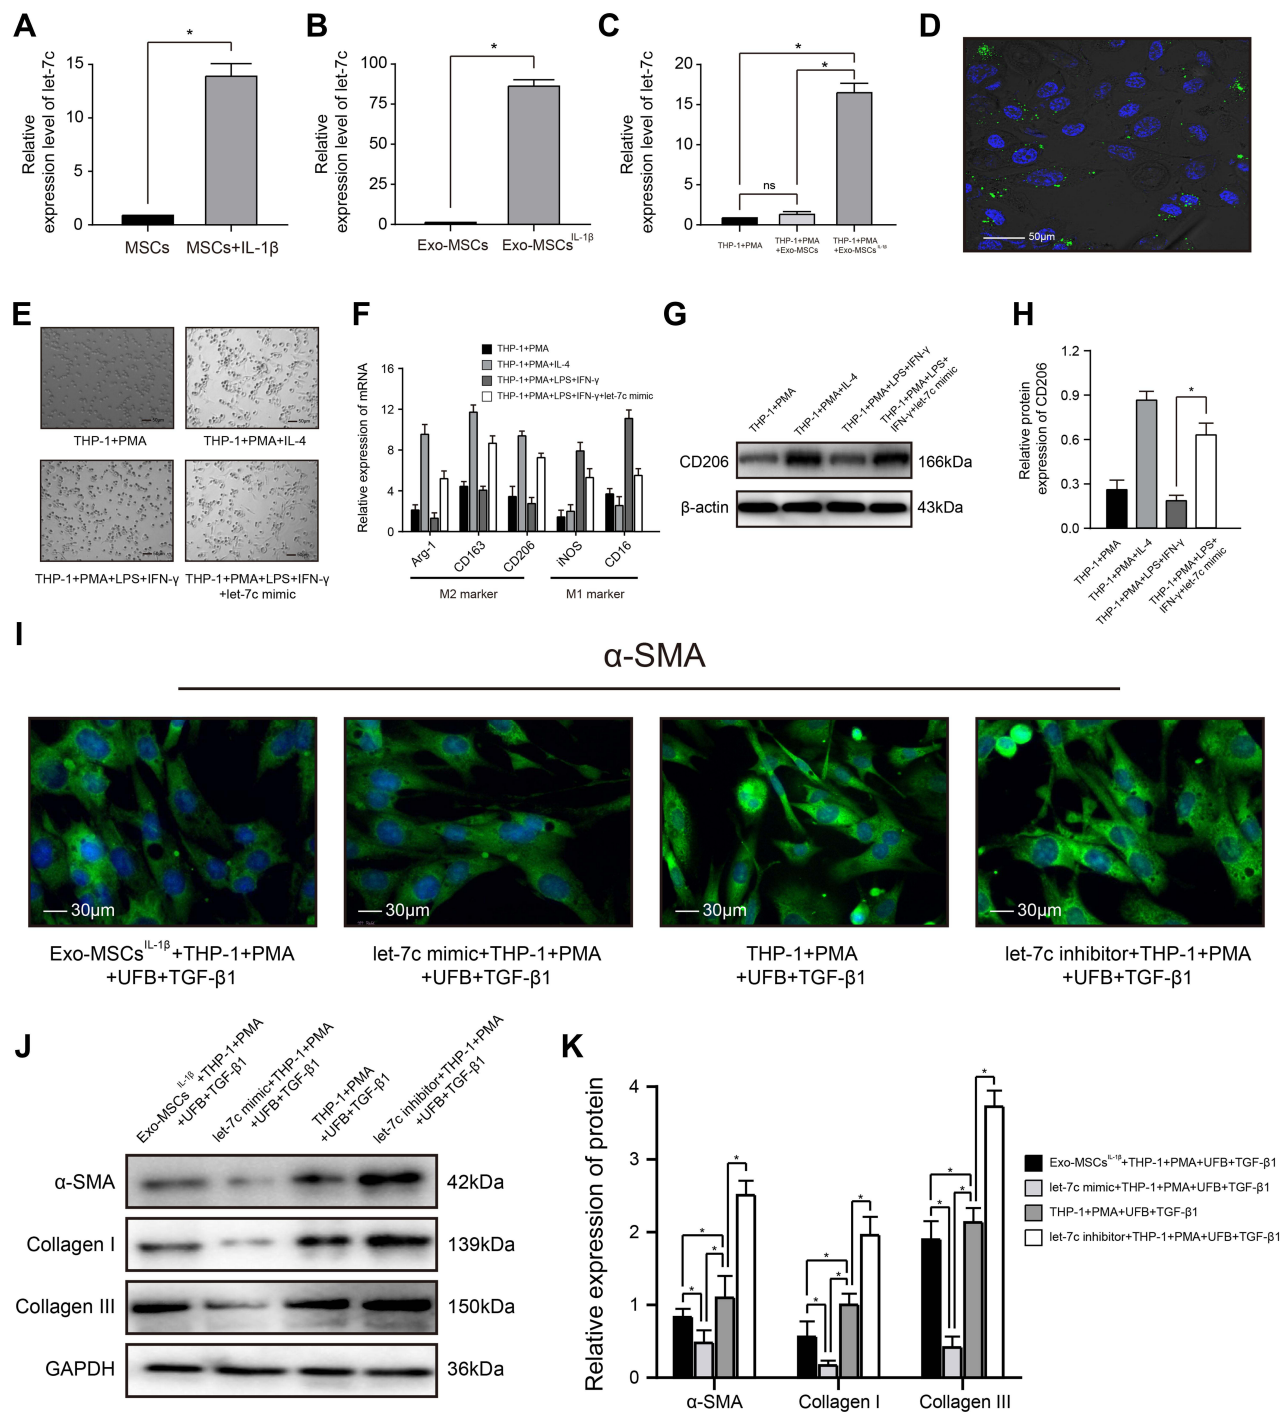 A
Relative
expression level of let-7c
15
10
5
0
*
MSCs
MSCs+IL-1β
B
Relative
expression level of let-7c
100
75
50
25
0
*
Exo-MSCs
Exo-MSCs IL-1β
C
Relative
expression level of let-7c
20
15
10
5
0
*
*
ns
THP-1+PMA
THP-1+PMA
+Exo-MSCs
THP-1+PMA
+Exo-MSCs IL-1β
D
50μm
E
THP-1+PMA
THP-1+PMA+IL-4
THP-1+PMA+LPS+IFN-γ
THP-1+PMA+LPS+IFN-γ
+let-7c mimic
F
THP-1+PMA
THP-1+PMA+IL-4
THP-1+PMA+LPS+IFN-γ
THP-1+PMA+LPS+IFN-γ+let-7c mimic
Relative expression of mRNA
16
12
8
4
0
Arg-1
CD163
CD206
iNOS
CD16
M2 marker
M1 marker
G
THP-1+PMA
THP-1+PMA+IL-4
THP-1+PMA+LPS+IFN-γ
THP-1+PMA+LPS+
IFN-γ+let-7c mimic
CD206
166kDa
β-actin
43kDa
H
Relative protein
expression of CD206
1.2
0.9
0.6
0.3
0.0
*
THP-1+PMA
THP-1+PMA+IL-4
THP-1+PMA+LPS+IFN-γ
THP-1+PMA+LPS+
IFN-γ+let-7c mimic
I
α-SMA
30μm
30μm
30μm
30μm
Exo-MSCs IL-1β +THP-1+PMA
+UFB+TGF-β1
let-7c mimic+THP-1+PMA
+UFB+TGF-β1
THP-1+PMA
+UFB+TGF-β1
let-7c inhibitor+THP-1+PMA
+UFB+TGF-β1
J
Exo-MSCs IL-1β +THP-1+PMA
+UFB+TGF-β1
let-7c mimic+THP-1+PMA
+UFB+TGF-β1
THP-1+PMA
+UFB+TGF-β1
let-7c inhibitor+THP-1+PMA
+UFB+TGF-β1
α-SMA
42kDa
Collagen I
139kDa
Collagen III
150kDa
GAPDH
36kDa
K
Relative expression of protein
4
3
2
1
0
*
*
*
*
*
*
*
*
*
*
*
*
α-SMA
Collagen I
Collagen III
Exo-MSCs IL-1β +THP-1+PMA+UFB+TGF-β1
let-7c mimic+THP-1+PMA+UFB+TGF-β1
THP-1+PMA+UFB+TGF-β1
let-7c inhibitor+THP-1+PMA+UFB+TGF-β1